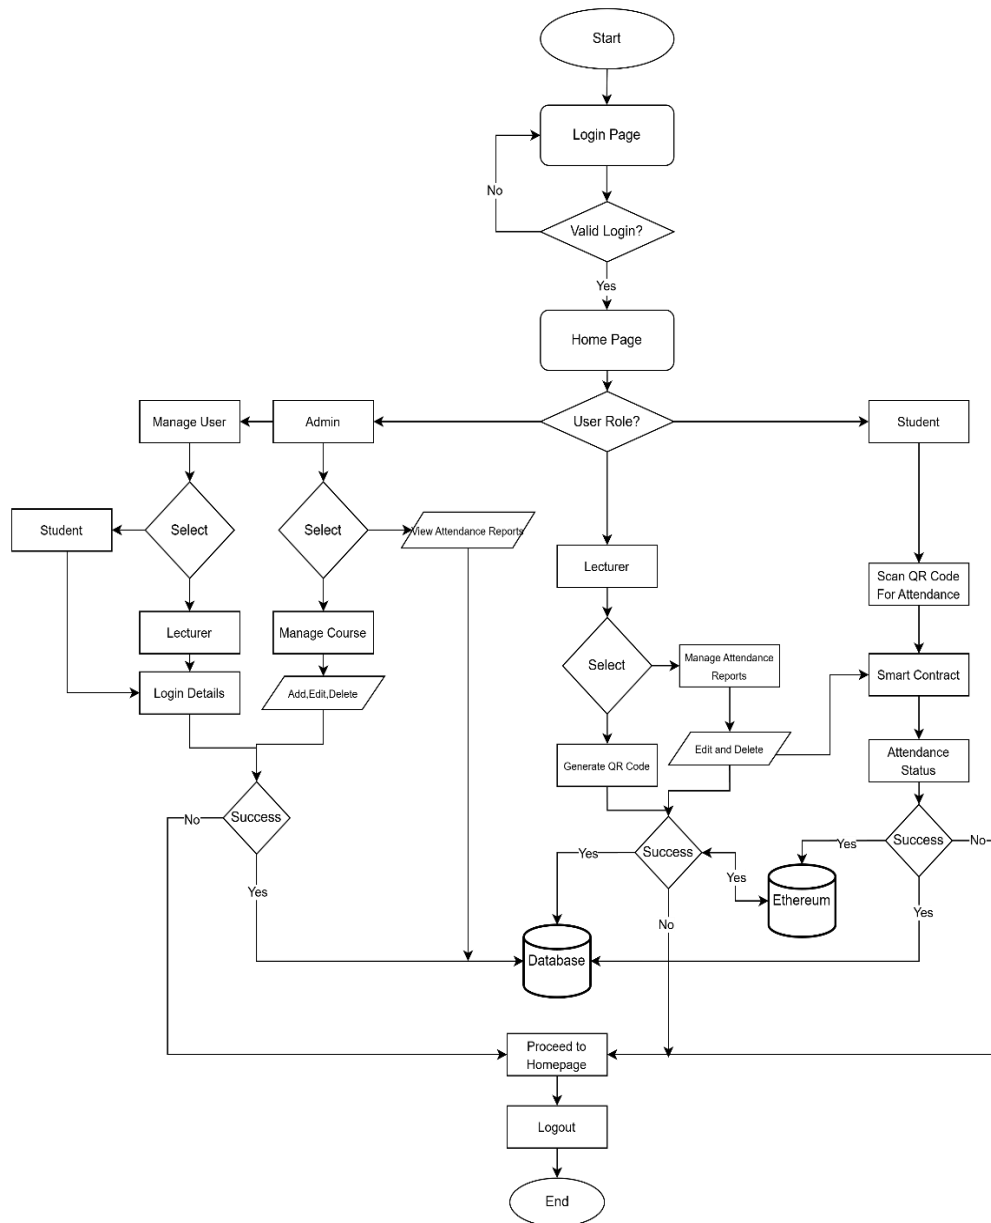 Start
Login Page
No
Valid Login?
Yes
Home Page
Manage User
Admin
User Role?
Student
Student
Select
Select
View Attendance Reports
Lecturer
Scan QR Code
For Attendance
Lecturer
Manage Course
Select
Manage Attendance
Reports
Smart Contract
Login Details
Add,Edit,Delete
Generate QR Code
Edit and Delete
Attendance
Status
No
Success
Yes
Success
Yes
Yes
Success
No
Yes
Ethereum
Yes
No
Database
Proceed to
Homepage
Logout
End